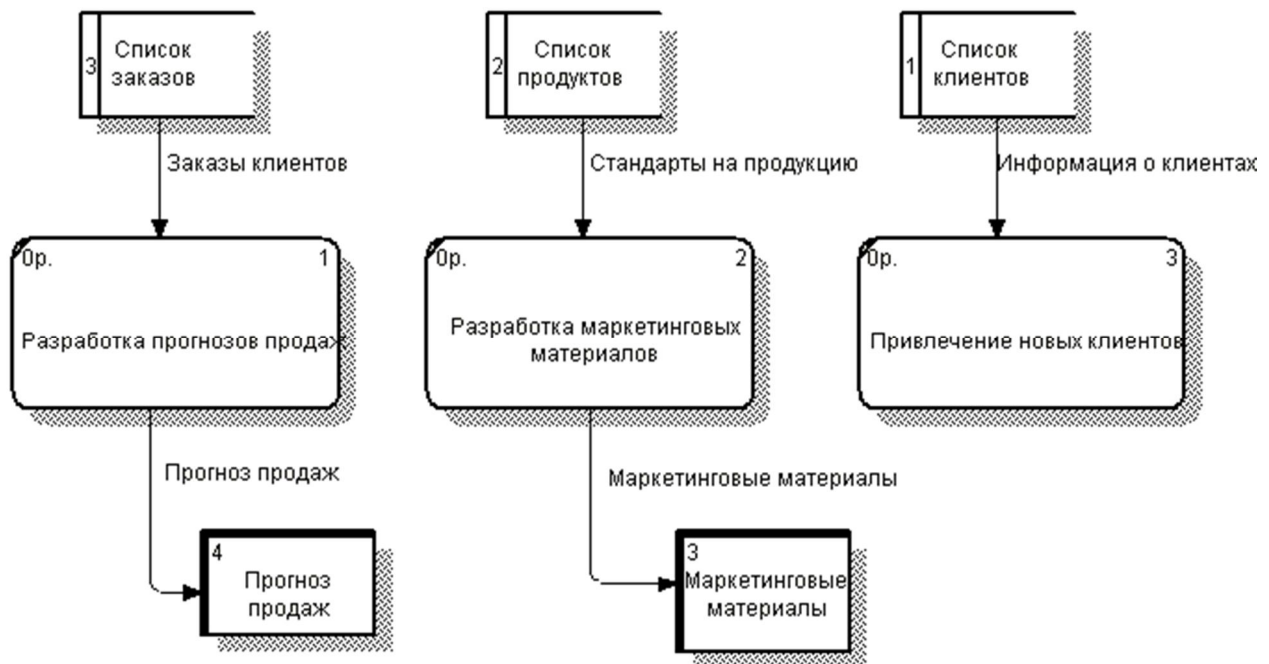 3
Список
заказов
2
Список
продуктов
1
Список
клиентов
Заказы клиентов
Стандарты на продукцию
Информация о клиентах
0р.
1
Разработка прогнозов продаж
0р.
2
Разработка маркетинговых
материалов
0р.
3
Привлечение новых клиентов
Прогноз продаж
Маркетинговые материалы
4
Прогноз
продаж
3
Маркетинговые
материалы